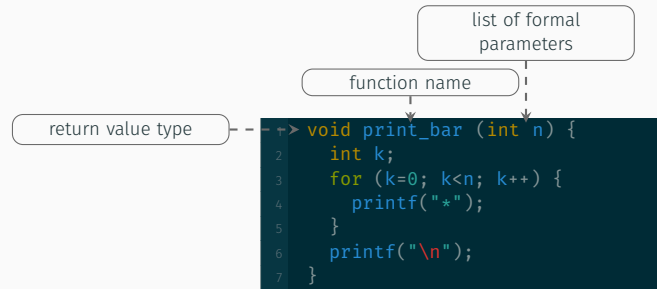 list of formal
parameters
function name
return value type
1 void print_bar (int n) {
2   int k;
3   for (k=0; k<n; k++) {
4     printf("*");
5   }
6   printf("\n");
7 }